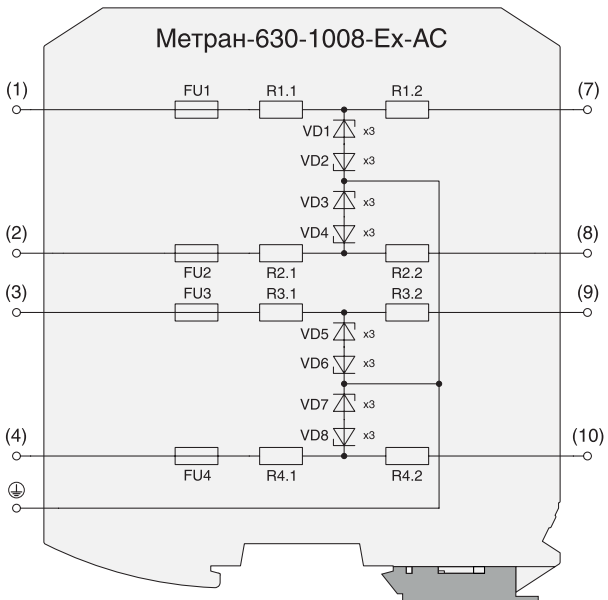 Метран-630-1008-Ex-AC
(1) FU1 R1.1 R1.2 (7)
VD1 x3
VD2 x3
VD3 x3
VD4 x3
(2) (8)
FU2 R2.1 R2.2
(3) FU3 R3.1 R3.2 (9)
VD5 x3
VD6 x3
VD7 x3
VD8 x3
(4) (10)
FU4 R4.1 R4.2